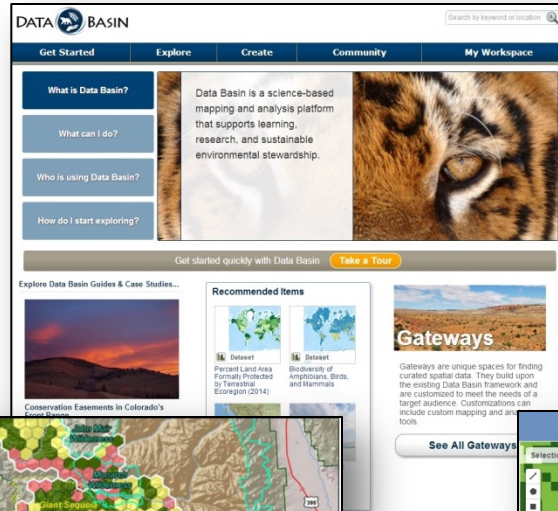 DATA BASIN
Search by keyword or location
Get Started
Explore
Create
Community
My Workspace
What is Data Basin?
What can I do?
Who is using Data Basin?
How do I start exploring?
Data Basin is a science-based
mapping and analysis platform
that supports learning,
research, and sustainable
environmental stewardship.
Get started quickly with Data Basin
Take a Tour
Explore Data Basin Guides & Case Studies...
Conservation Easements in Colorado's
Front Range
Recommended Items
Dataset
Percent Land Area
Formally Protected
by Terrestrial
Ecoregion (2014)
Dataset
Biodiversity of
Amphibians, Birds,
and Mammals
Gateways
Gateways are unique spaces for finding
curated spatial data. They build upon
the existing Data Basin framework and
are customized to meet the needs of a
target audience. Customizations can
include custom mapping and
tools
See All Gateways
John Muir
Wilderness
Monarch
Wilderness
Giant Sequoia
395